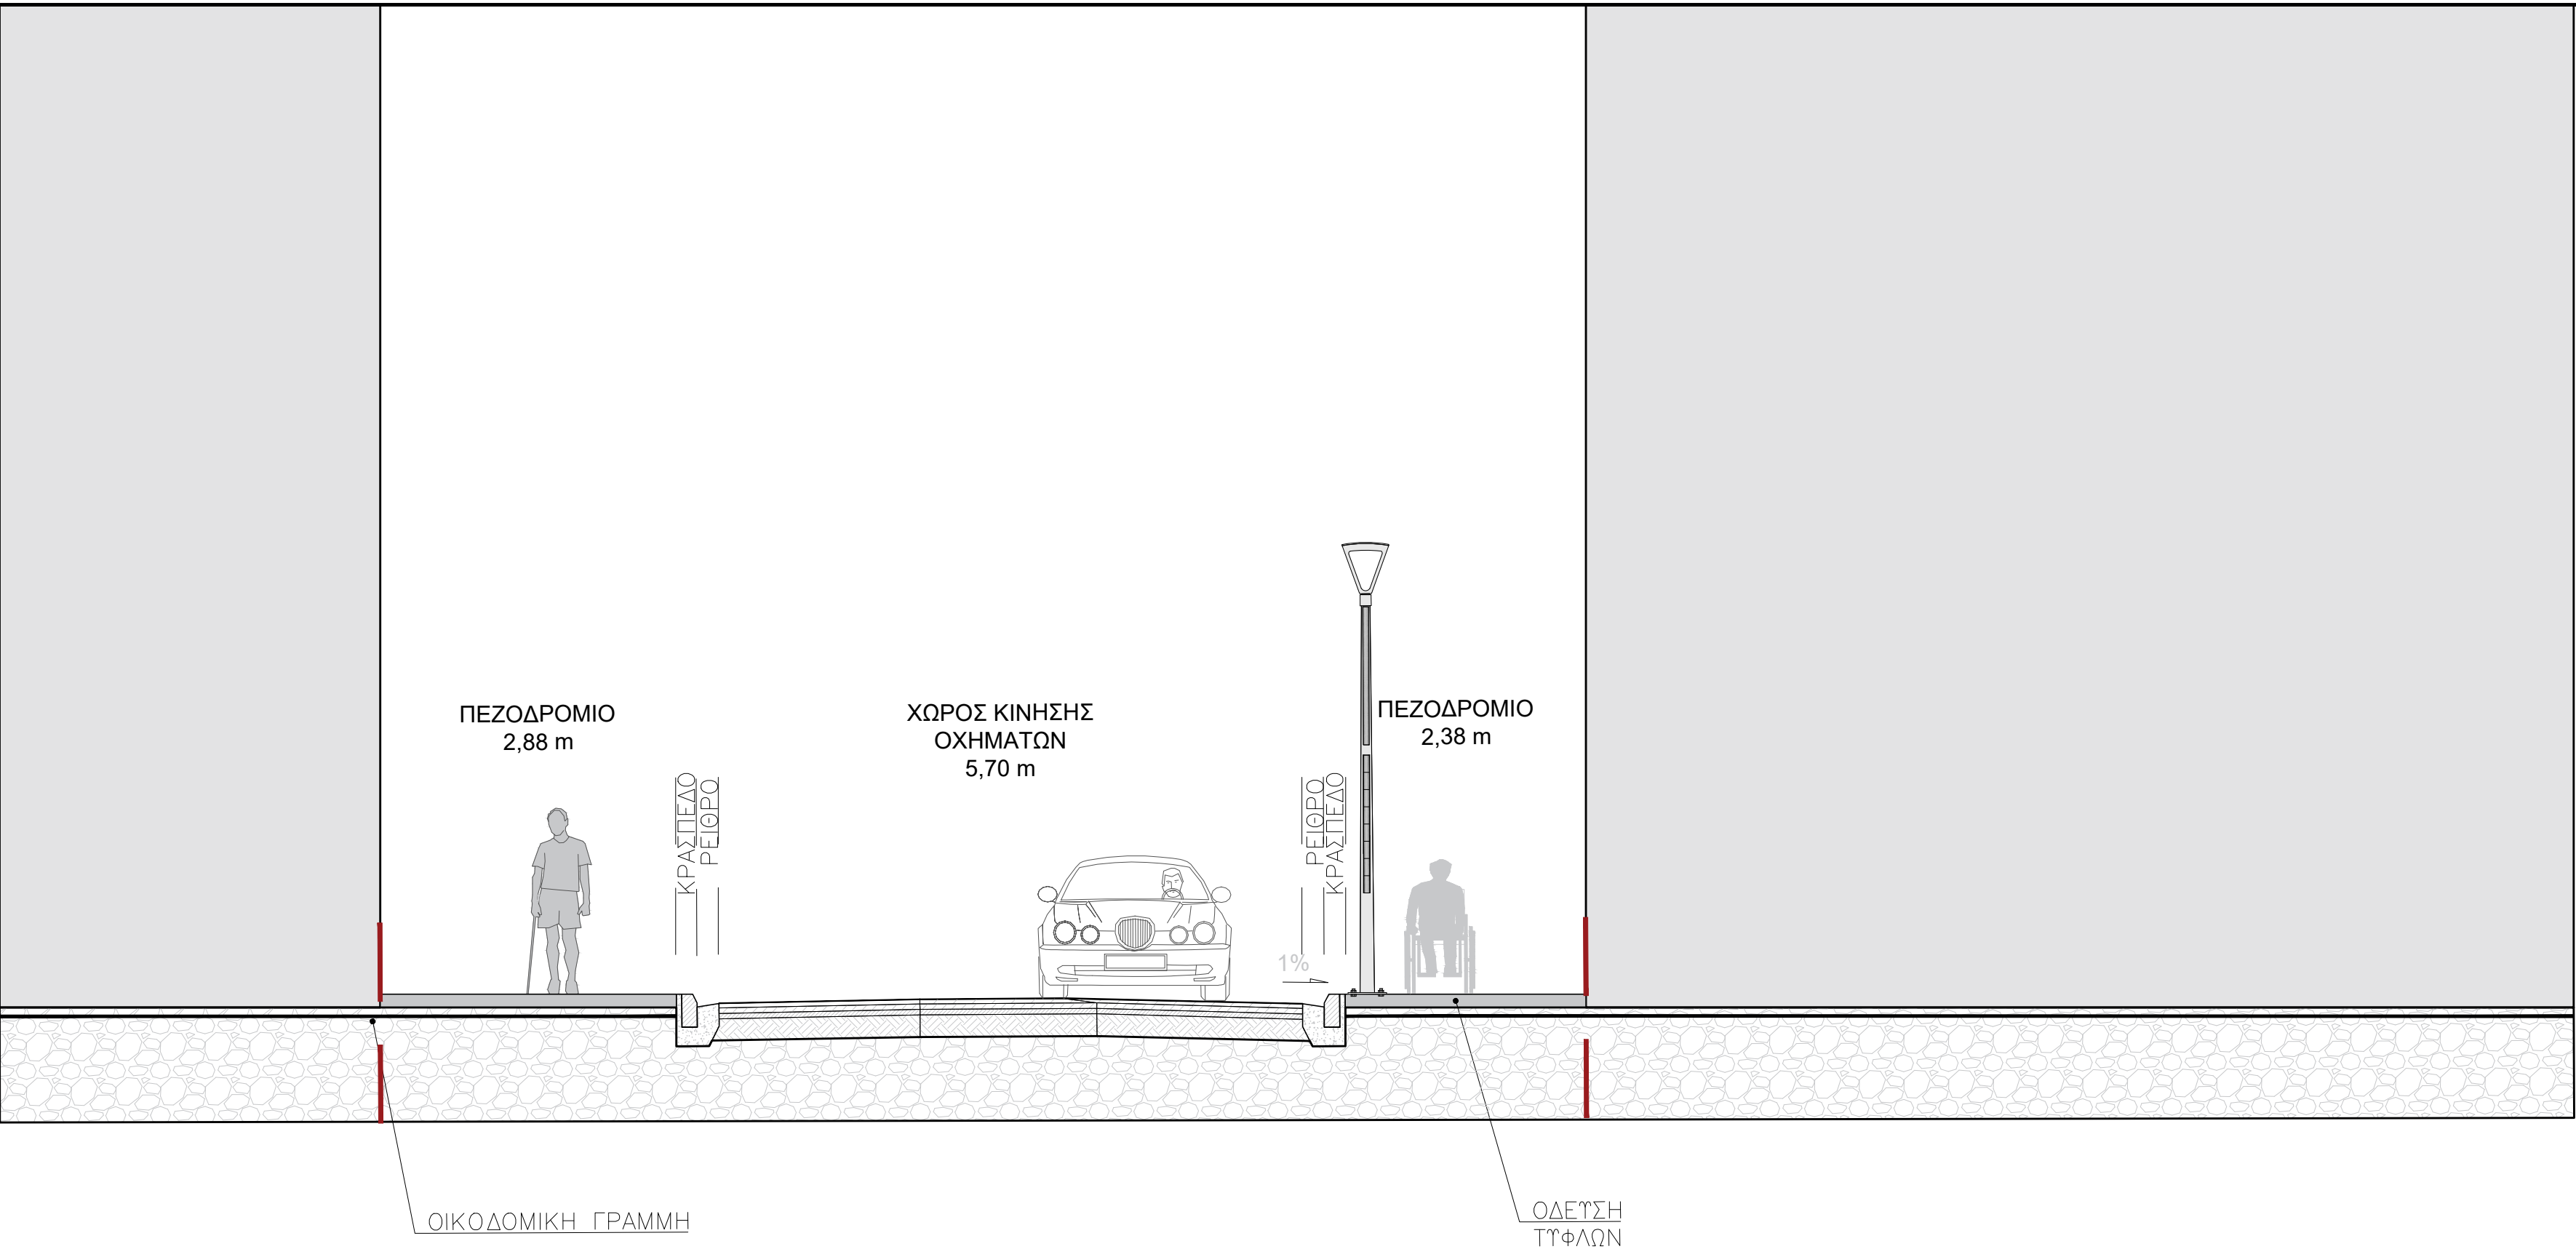 ΠΕΖΟΔΡΟΜΙΟ
2,88 m
ΧΩΡΟΣ ΚΙΝΗΣΗΣ
ΟΧΗΜΑΤΩΝ
5,70 m
ΠΕΖΟΔΡΟΜΙΟ
2,38 m
ΚΡΑΣΠΕΔΟ
ΡΕΙΘΡΟ
ΡΕΙΘΡΟ
ΚΡΑΣΠΕΔΟ
1%
ΟΙΚΟΔΟΜΙΚΗ ΓΡΑΜΜΗ
ΟΔΕΥΣΗ
ΤΥΦΛΩΝ